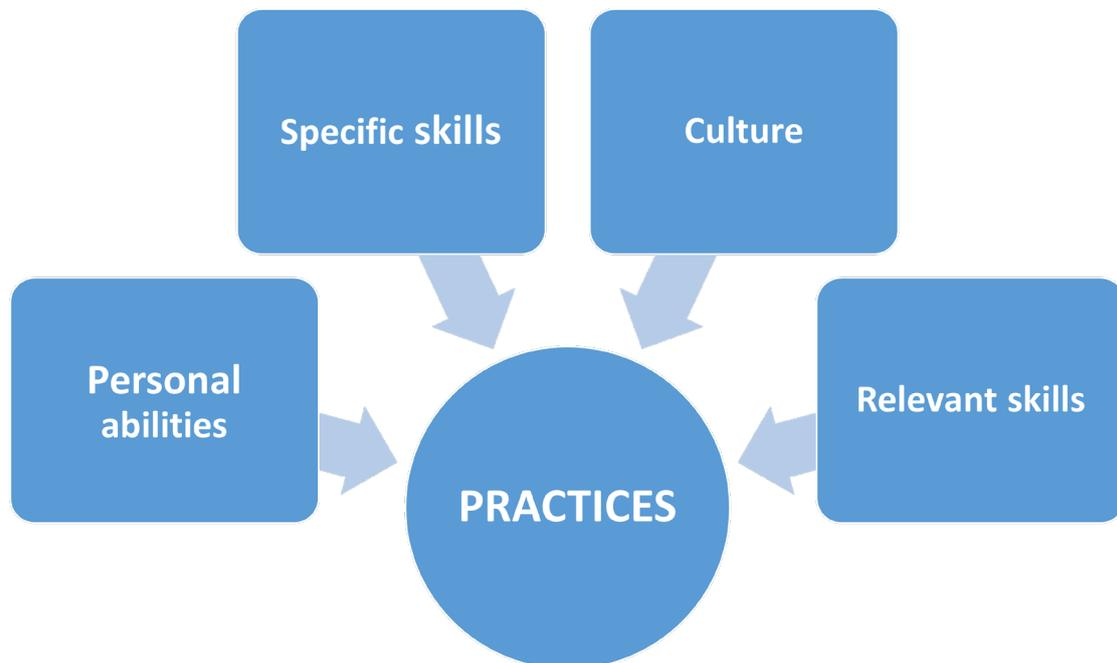 Specific skills
Culture
Personal
abilities
Relevant skills
PRACTICES